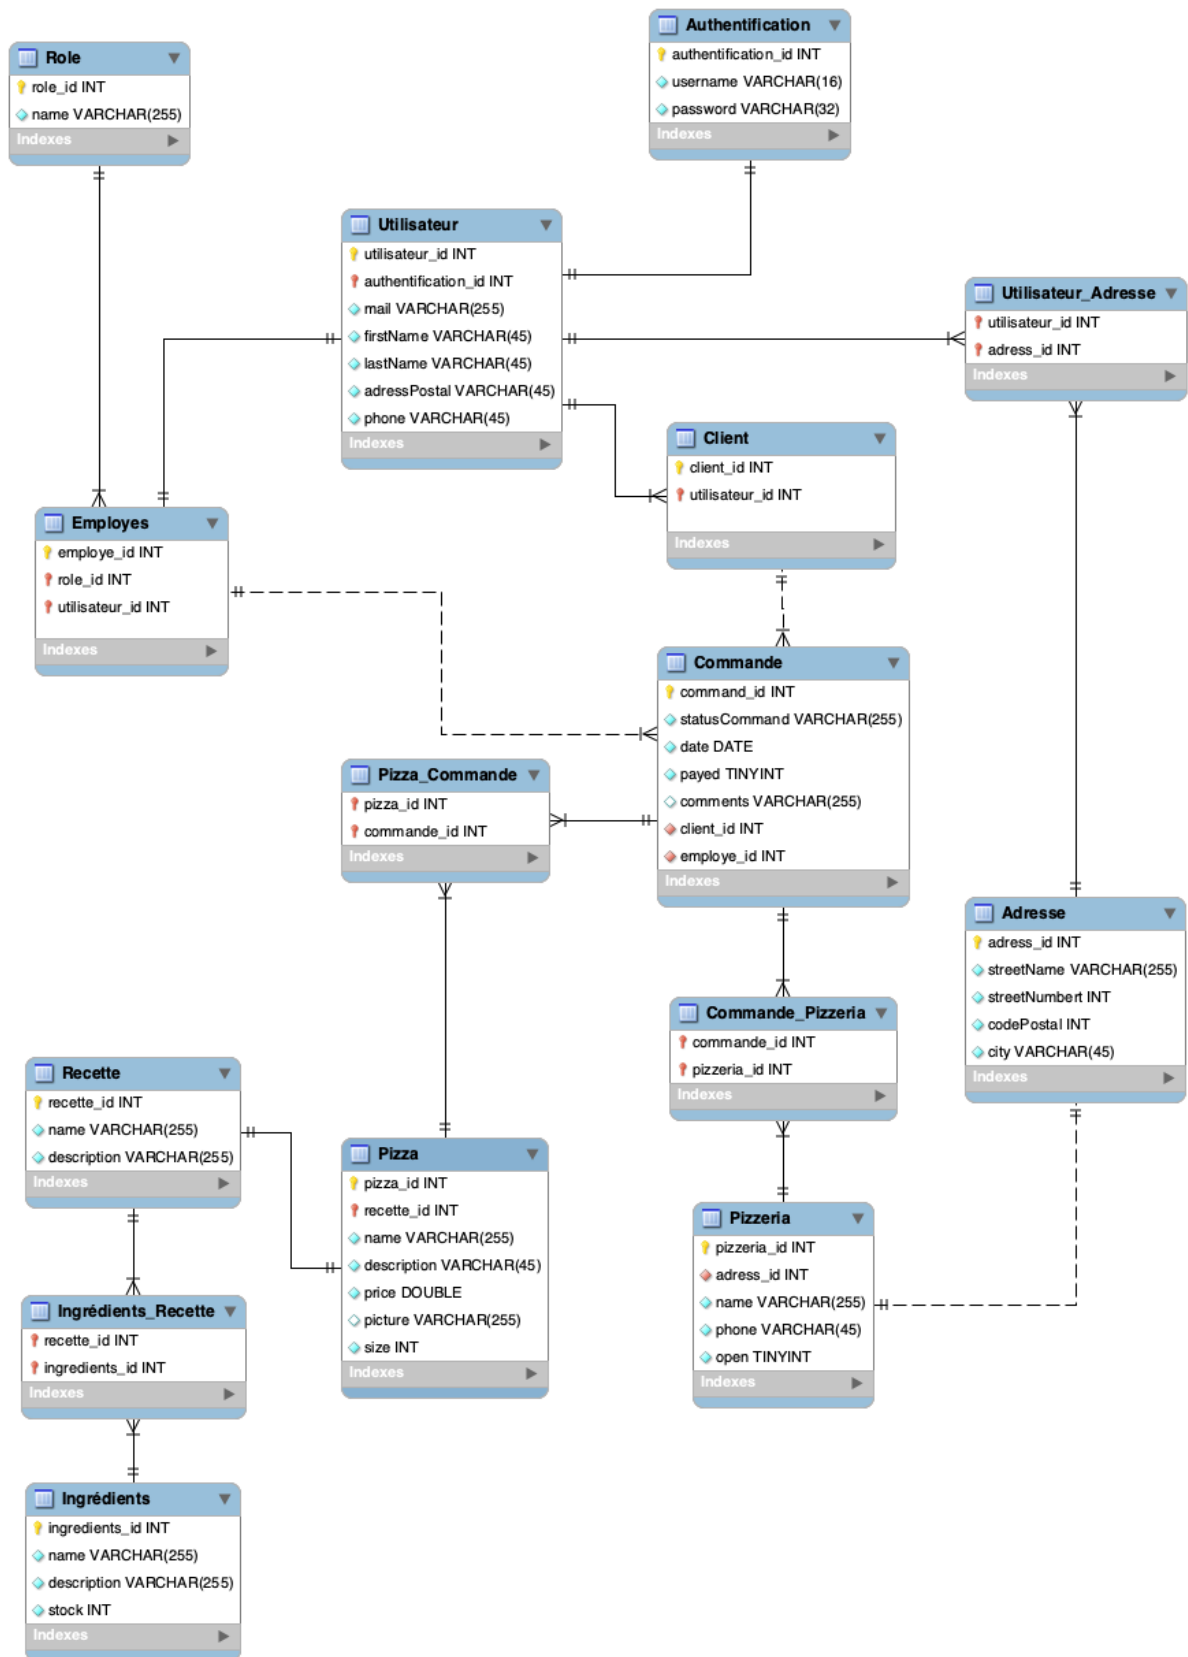 Role
role_id INT
name VARCHAR(255)
Indexes
Authentification
authentification_id INT
username VARCHAR(16)
password VARCHAR(32)
Indexes
Utilisateur
utilisateur_id INT
authentification_id INT
mail VARCHAR(255)
firstName VARCHAR(45)
lastName VARCHAR(45)
adressPostal VARCHAR(45)
phone VARCHAR(45)
Indexes
Utilisateur_Adresse
utilisateur_id INT
adress_id INT
Indexes
Client
client_id INT
utilisateur_id INT
Indexes
Employes
employe_id INT
role_id INT
utilisateur_id INT
Indexes
Commande
command_id INT
statusCommand VARCHAR(255)
date DATE
payed TINYINT
comments VARCHAR(255)
client_id INT
employe_id INT
Indexes
Pizza_Commande
pizza_id INT
commande_id INT
Indexes
Adresse
adress_id INT
streetName VARCHAR(255)
streetNumbert INT
codePostal INT
city VARCHAR(45)
Indexes
Commande_Pizzeria
commande_id INT
pizzeria_id INT
Indexes
Recette
recette_id INT
name VARCHAR(255)
description VARCHAR(255)
Indexes
Pizza
pizza_id INT
recette_id INT
name VARCHAR(255)
description VARCHAR(45)
price DOUBLE
picture VARCHAR(255)
size INT
Indexes
Pizzeria
pizzeria_id INT
adress_id INT
name VARCHAR(255)
phone VARCHAR(45)
open TINYINT
Indexes
Ingrédients_Recette
recette_id INT
ingredients_id INT
Indexes
Ingrédients
ingredients_id INT
name VARCHAR(255)
description VARCHAR(255)
stock INT
Indexes